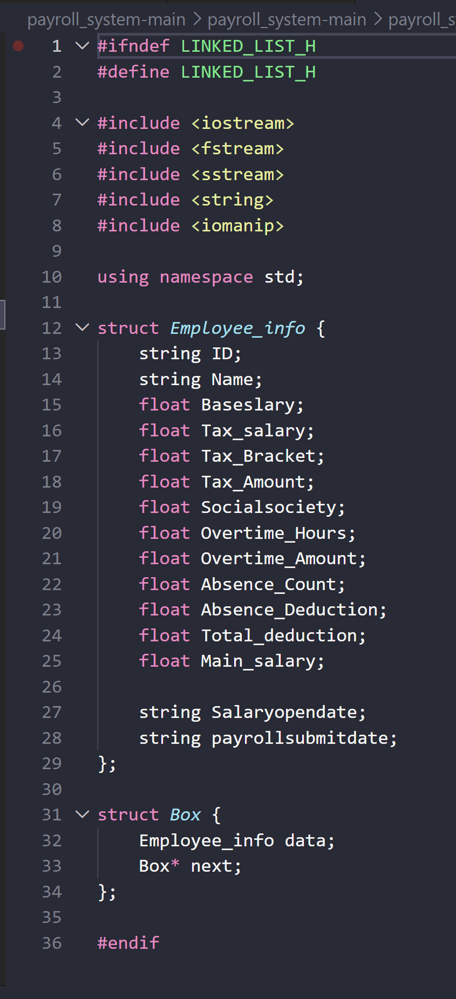 payroll_system-main > payroll_system-main > payroll_s
1 #ifndef LINKED_LIST_H
2 #define LINKED_LIST_H
3
4 #include <iostream>
5 #include <fstream>
6 #include <sstream>
7 #include <string>
8 #include <iomanip>
9
10 using namespace std;
11
12 struct Employee_info {
13     string ID;
14     string Name;
15     float Baseslary;
16     float Tax_salary;
17     float Tax_Bracket;
18     float Tax_Amount;
19     float Socialsociety;
20     float Overtime_Hours;
21     float Overtime_Amount;
22     float Absence_Count;
23     float Absence_Deduction;
24     float Total_deduction;
25     float Main_salary;
26
27     string Salaryopendate;
28     string payrollsubmitdate;
29 };
30
31 struct Box {
32     Employee_info data;
33     Box* next;
34 };
35
36 #endif